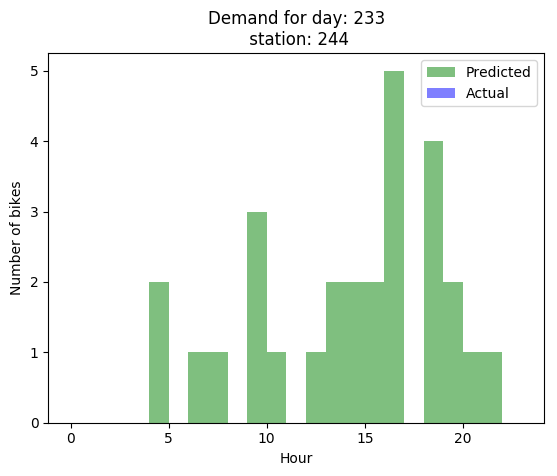 Demand for day: 233
station: 244
Predicted
Actual
Number of bikes
5
4
3
2
1
0
0 5 10 15 20
Hour